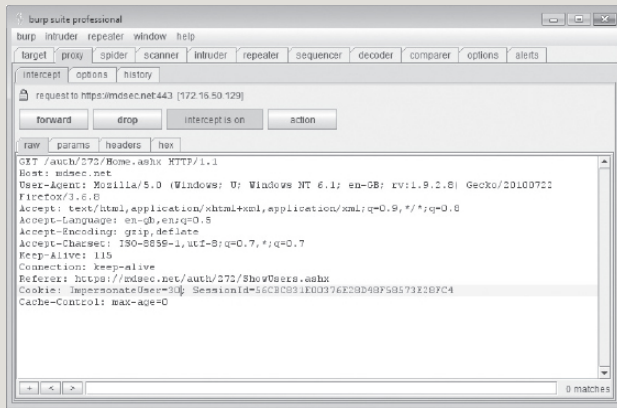 burp suite professional
burp intruder repeater window help
target proxy spider scanner intruder repeater sequencer decoder comparer options alerts
intercept options history
request to https://mdsec.net:443 [172.16.50.129]
forward drop intercept is on action
raw params headers hex
GET /auth/272/Home.ashx HTTP/1.1
Host: mdsec.net
User-Agent: Mozilla/5.0 (Windows; U; Windows NT 6.1; en-GB; rv:1.9.2.8) Gecko/20100722
Firefox/3.6.8
Accept: text/html,application/xhtml+xml,application/xml;q=0.9,*/*;q=0.8
Accept-Language: en-gb,en;q=0.5
Accept-Encoding: gzip,deflate
Accept-Charset: ISO-8859-1,utf-8;q=0.7,*;q=0.7
Keep-Alive: 115
Connection: keep-alive
Referer: https://mdsec.net/auth/272/ShowUsers.ashx
Cookie: ImpersonateUser=30;
Cache-Control: max-age=0
+ < > 0 matches